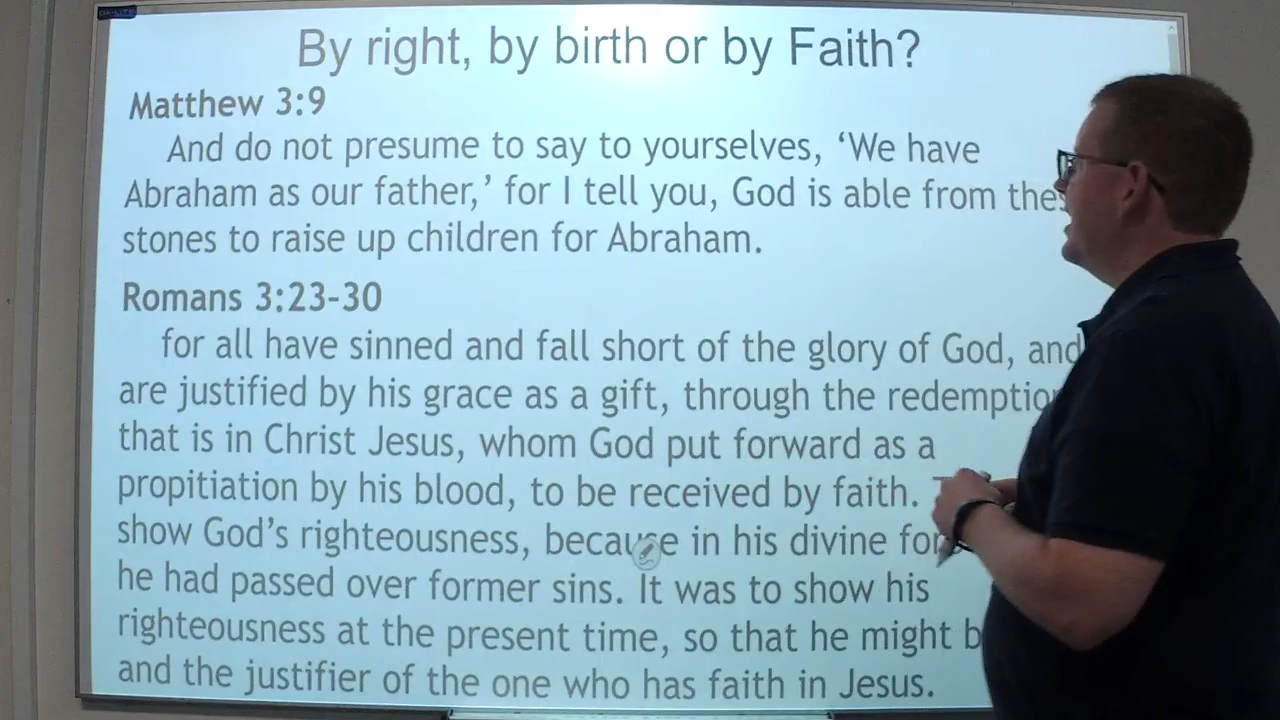 DA-LITE
By right, by birth or by Faith?
Matthew 3:9
And do not presume to say to yourselves, ‘We have
Abraham as our father,’ for I tell you, God is able from
stones to raise up children for Abraham.
Romans 3:23-30
for all have sinned and fall short of the glory of God, and
are justified by his grace as a gift, through the redemption
that is in Christ Jesus, whom God put forward as a
propitiation by his blood, to be received by faith.
show God’s righteousness, because in his divine
he had passed over former sins. It was to show his
righteousness at the present time, so that he might
and the justifier of the one who has faith in Jesus.